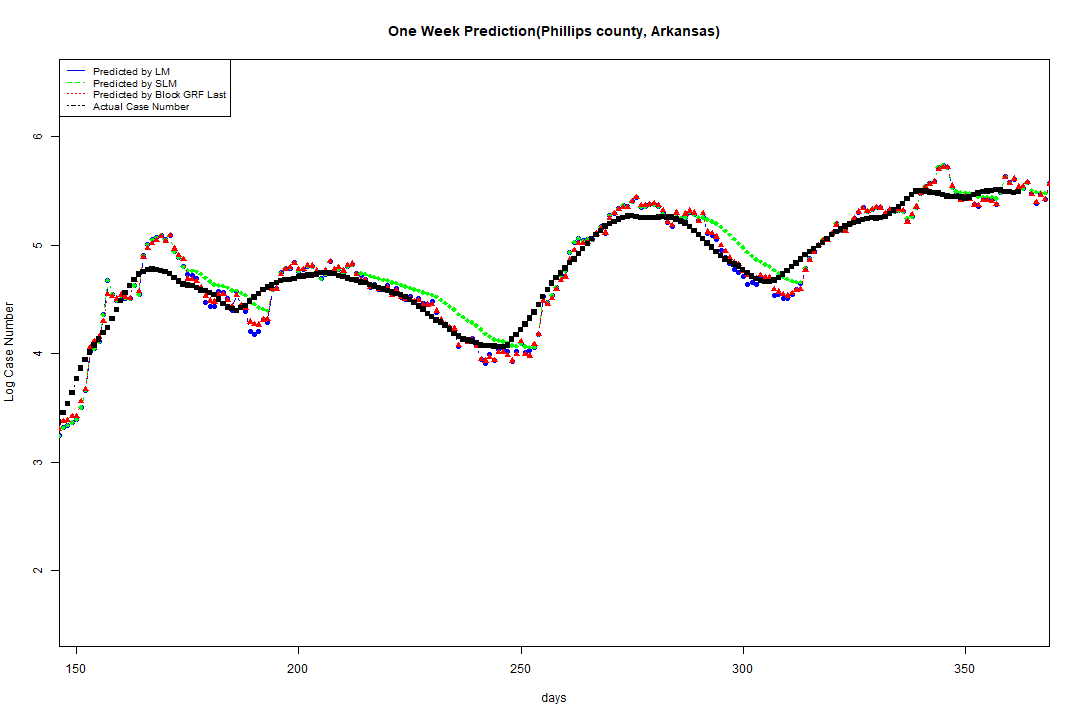 One Week Prediction(Phillips county, Arkansas)
Predicted by LM
Predicted by SLM
Predicted by Block GRF Last
Actual Case Number
6
5
4
3
2
Log Case Number
150 200 250 300 350
days